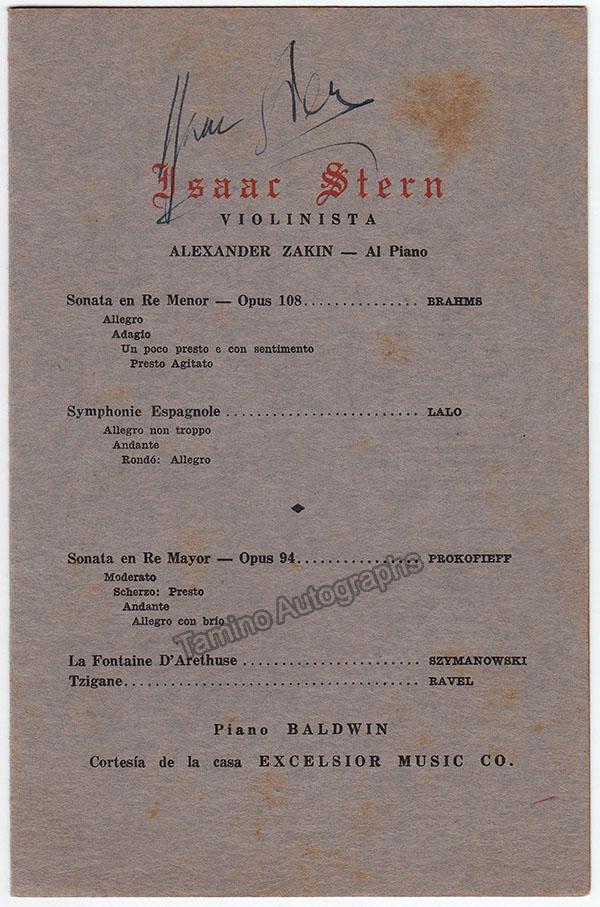 Isaac Stern
Isaac Stern
VIOLINISTA
ALEXANDER ZAKIN — Al Piano
Sonata en Re Menor — Opus 108............... BRAHMS
Allegro
Adagio
Un poco presto e con sentimento
Presto Agitato
Symphonie Espagnole ......................... LALO
Allegro non troppo
Andante
Rondó: Allegro
Sonata en Re Mayor — Opus 94................ PROKOFIEFF
Moderato
Scherzo: Presto
Andante
Allegro con brio
Tamino Autographs
La Fontaine D'Arethuse ....................... SZYMANOWSKI
Tzigane...................................... RAVEL
Piano BALDWIN
Cortesía de la casa EXCELSIOR MUSIC CO.